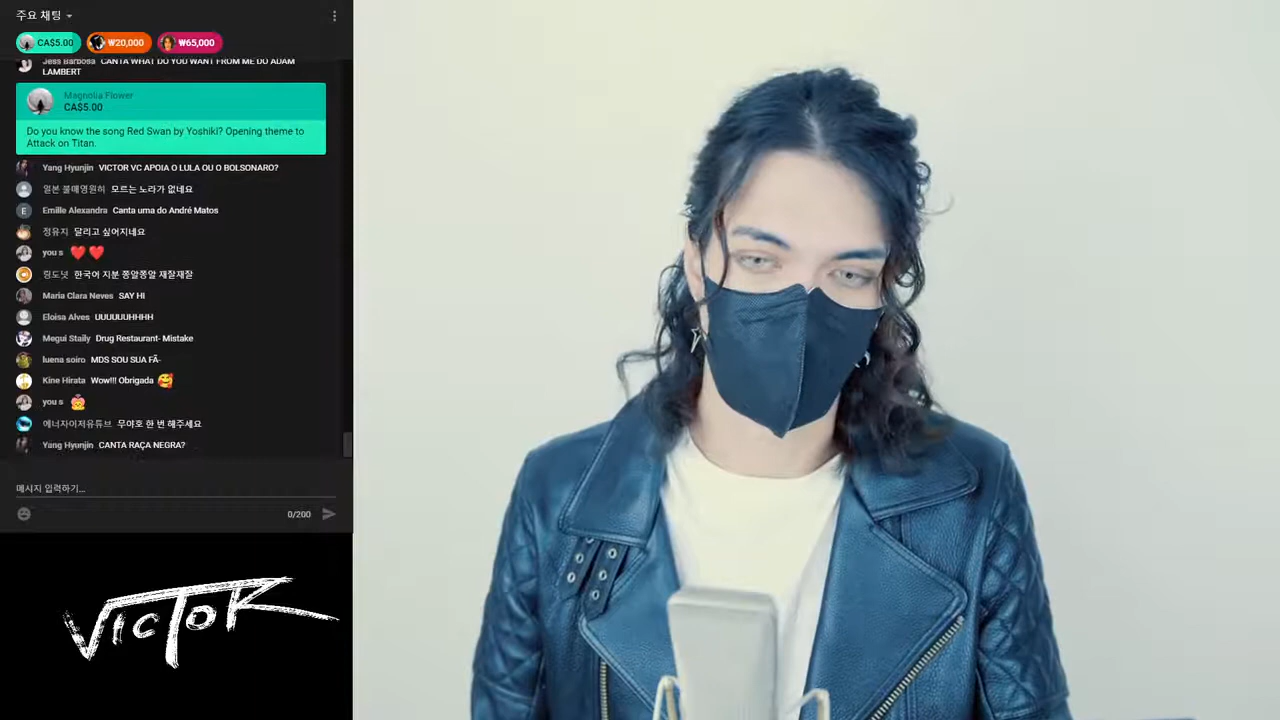 주요 채팅
CA$5.00 ₩20,000 ₩65,000
Jess Barbosa CANTA WHAT DO YOU WANT FROM ME DO ADAM
LAMBERT
Magnolia Flower
CA$5.00
Do you know the song Red Swan by Yoshiki? Opening theme to
Attack on Titan.
Yang Hyunjin VICTOR VC APOIA O LULA OU O BOLSONARO?
일본 불매영원히 모르는 노라가 없네요
Emille Alexandra Canta uma do André Matos
정유지 달리고 싶어지네요
you s
링도넛 한국어 지분 쫑알쫑알 재잘재잘
Maria Clara Neves SAY HI
Eloisa Alves UUUUUUHHHH
Megui Staily Drug Restaurant- Mistake
luena soiro MDS SOU SUA FÃ-
Kine Hirata Wow!!! Obrigada
you s
에너자이저유튜브 무야호 한 번 해주세요
Yang Hyunjin CANTA RAÇA NEGRA?
메시지 입력하기...
0/200
VICTOR